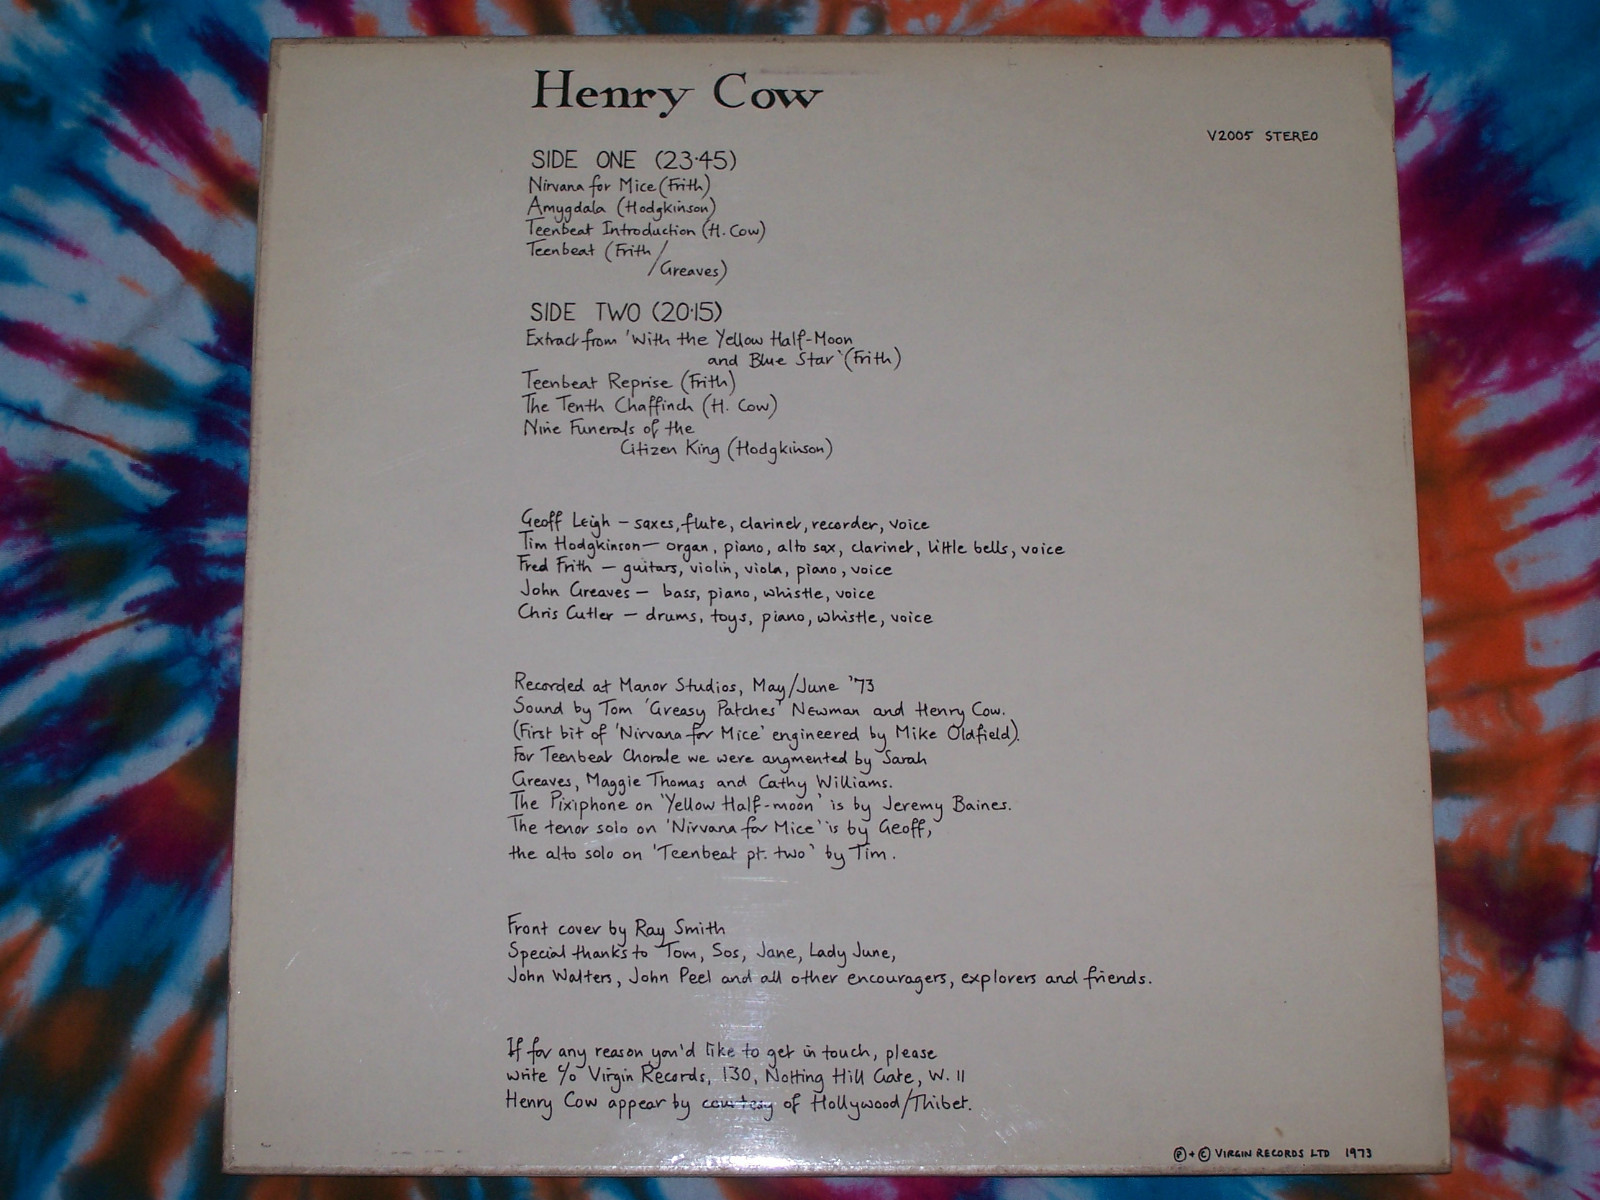 Henry Cow
V2005 STEREO
SIDE ONE (23·45)
Nirvana for Mice (Frith)
Amygdala (Hodgkinson)
Teenbeat Introduction (H. Cow)
Teenbeat (Frith/
Greaves)
SIDE TWO (20·15)
Extract from 'With the Yellow Half-Moon
and Blue Star' (Frith)
Teenbeat Reprise (Frith)
The Tenth Chaffinch (H. Cow)
Nine Funerals of the
Citizen King (Hodgkinson)
Geoff Leigh – saxes, flute, clarinet, recorder, voice
Tim Hodgkinson – organ, piano, alto sax, clarinet, little bells, voice
Fred Frith – guitars, violin, viola, piano, voice
John Greaves – bass, piano, whistle, voice
Chris Cutler – drums, toys, piano, whistle, voice
Recorded at Manor Studios, May/June '73
Sound by Tom 'Greasy Patches' Newman and Henry Cow.
(First bit of 'Nirvana for Mice' engineered by Mike Oldfield).
For Teenbeat Chorale we were augmented by Sarah
Greaves, Maggie Thomas and Cathy Williams.
The Pixiphone on 'Yellow Half-moon' is by Jeremy Baines.
The tenor solo on 'Nirvana for Mice' is by Geoff,
the alto solo on 'Teenbeat pt. two' by Tim.
Front cover by Ray Smith
Special thanks to Tom, Sos, Jane, Lady June,
John Walters, John Peel and all other encouragers, explorers and friends.
If for any reason you'd like to get in touch, please
write c/o Virgin Records, 130, Notting Hill Gate, W. 11
Henry Cow appear by courtesy of Hollywood/Thibet.
℗ + © VIRGIN RECORDS LTD 1973